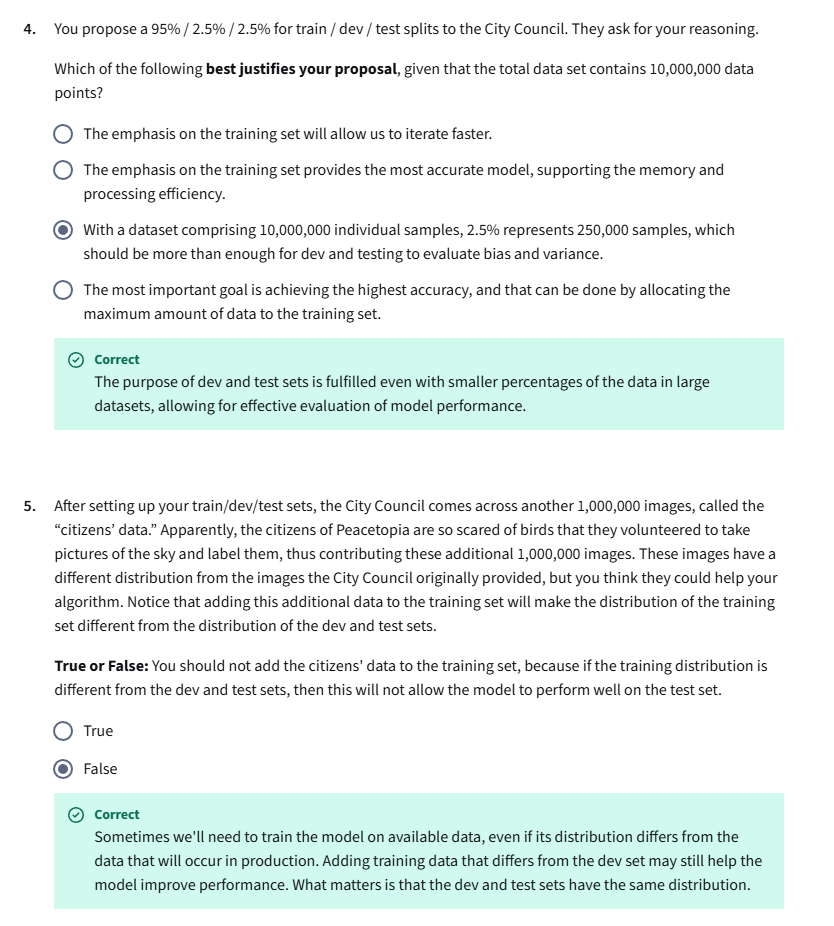 4. You propose a 95% / 2.5% / 2.5% for train / dev / test splits to the City Council. They ask for your reasoning.
Which of the following best justifies your proposal, given that the total data set contains 10,000,000 data
points?
The emphasis on the training set will allow us to iterate faster.
The emphasis on the training set provides the most accurate model, supporting the memory and
processing efficiency.
With a dataset comprising 10,000,000 individual samples, 2.5% represents 250,000 samples, which
should be more than enough for dev and testing to evaluate bias and variance.
The most important goal is achieving the highest accuracy, and that can be done by allocating the
maximum amount of data to the training set.
Correct
The purpose of dev and test sets is fulfilled even with smaller percentages of the data in large
datasets, allowing for effective evaluation of model performance.
5. After setting up your train/dev/test sets, the City Council comes across another 1,000,000 images, called the
“citizens’ data.” Apparently, the citizens of Peacetopia are so scared of birds that they volunteered to take
pictures of the sky and label them, thus contributing these additional 1,000,000 images. These images have a
different distribution from the images the City Council originally provided, but you think they could help your
algorithm. Notice that adding this additional data to the training set will make the distribution of the training
set different from the distribution of the dev and test sets.
True or False: You should not add the citizens' data to the training set, because if the training distribution is
different from the dev and test sets, then this will not allow the model to perform well on the test set.
True
False
Correct
Sometimes we'll need to train the model on available data, even if its distribution differs from the
data that will occur in production. Adding training data that differs from the dev set may still help the
model improve performance. What matters is that the dev and test sets have the same distribution.